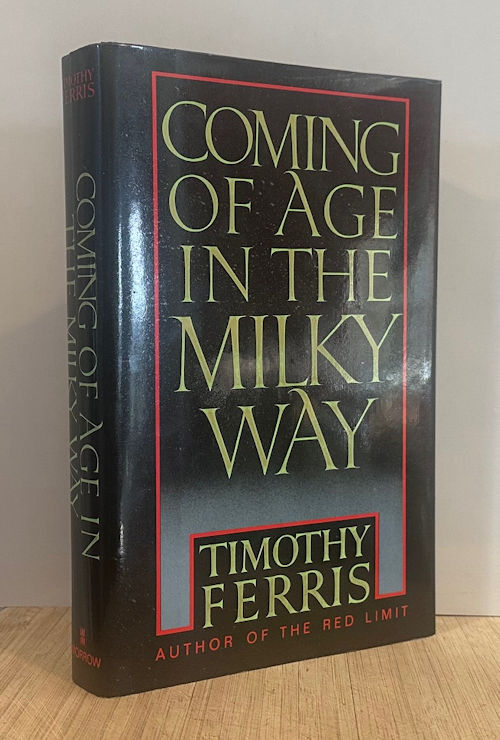 TIMOTHY
FERRIS
COMING OF AGE IN
THE MILKY WAY
MORROW
COMING
OF AGE
IN THE
MILKY
WAY
TIMOTHY
FERRIS
AUTHOR OF THE RED LIMIT